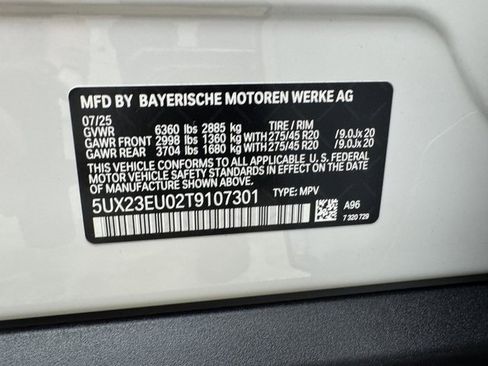 MFD BY BAYERISCHE MOTOREN WERKE AG
07/25 TIRE / RIM
GVWR 6360 lbs 2885 kg
GAWR FRONT 2998 lbs 1360 kg WITH 275/45 R20 /9.0Jx 20
GAWR REAR 3704 lbs 1680 kg WITH 275/45 R20 /9.0Jx 20
THIS VEHICLE CONFORMS TO ALL APPLICABLE U.S. FEDERAL
MOTOR VEHICLE SAFETY STANDARDS IN EFFECT ON THE DATE
OF MANUFACTURE SHOWN ABOVE.
5UX23EU02T9107301 TYPE: MPV
A96
7 320 729